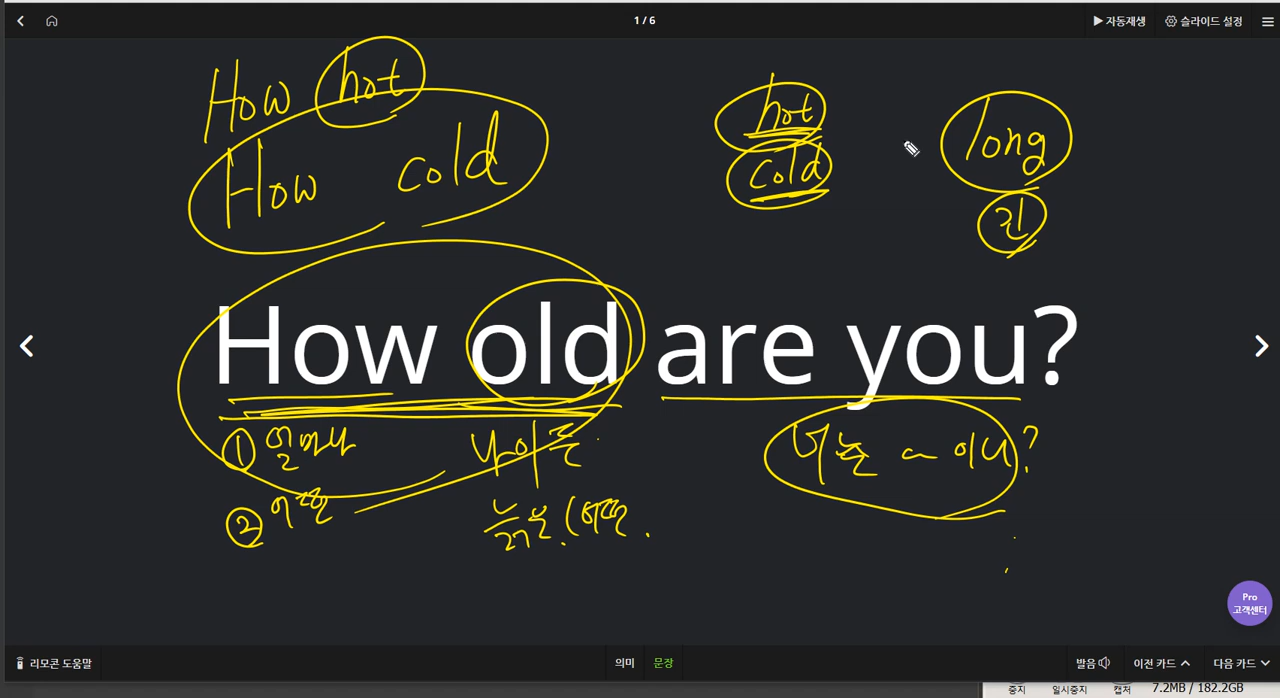 1 / 6
▶ 자동재생
슬라이드 설정
How hot
How cold
hot
cold
long
긴
How old are you?
① 얼마나
② 어떤
나이 든
너는 ~ 이니?
Pro
고객센터
리모콘 도움말
의미
문장
발음
이전 카드
다음 카드
중지
일시중지
캡처
7.2MB / 182.2GB